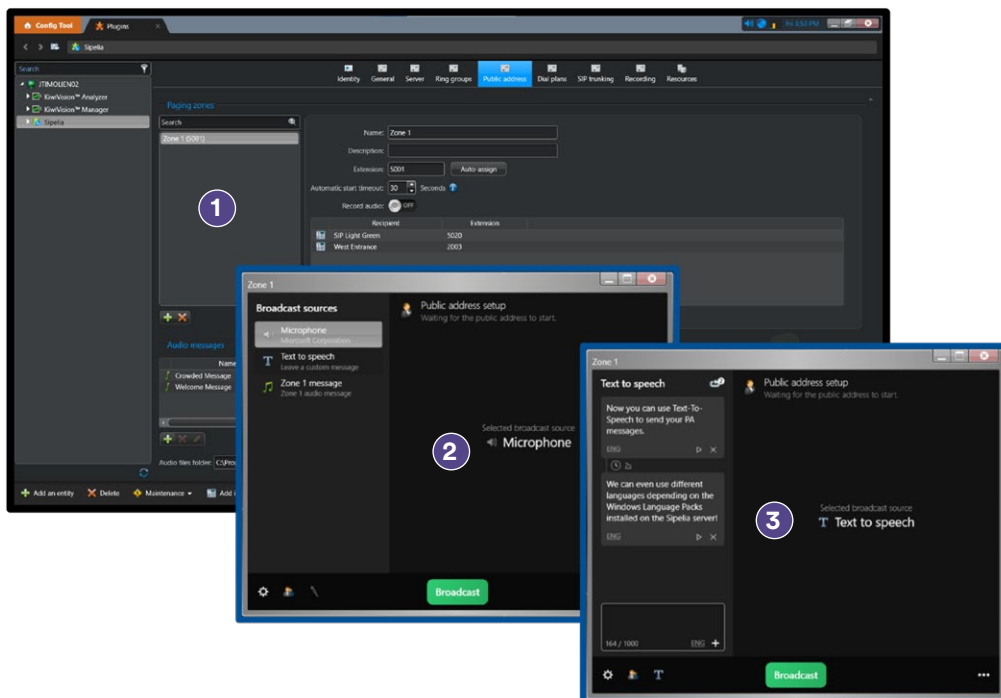 Config Tool
Plugins
Fri 3:52 PM
Sipelia
Search
JTIMOLIEN02
KiwiVision™ Analyzer
KiwiVision™ Manager
Sipelia
Identity General Server Ring groups Public address Dial plans SIP trunking Recording Resources
Paging zones
Search
Zone 1 (5001)
1
Name: Zone 1
Description:
Extension: 5001 Auto-assign
Automatic start timeout: 30 Seconds
Record audio: OFF
Recipient Extension
SIP Light Green 5020
West Entrance 2003
Audio messages
Name
Crowded Message
Welcome Message
Audio files folder:
Add an entity Delete Maintenance
Zone 1
Broadcast sources
Microphone
Microsoft Corporation
Text to speech
Leave a custom message
Zone 1 message
Zone 1 audio message
Public address setup
Waiting for the public address to start.
Selected broadcast source
Microphone
2
Broadcast
Zone 1
Text to speech
Now you can use Text-To-
Speech to send your PA
messages.
ENG
2s
We can even use different
languages depending on the
Windows Language Packs
installed on the Sipelia server!
ENG
164 / 1000 ENG
Public address setup
Waiting for the public address to start.
Selected broadcast source
T Text to speech
3
Broadcast